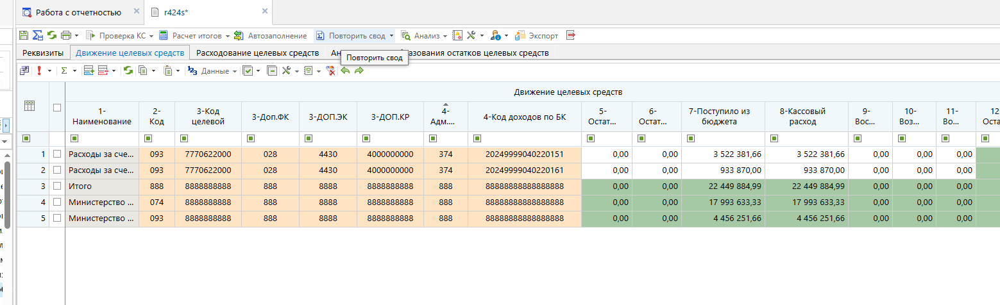 Работа с отчетностью
r424s*
Проверка КС Расчет итогов Автозаполнение Повторить свод Анализ Экспорт
Реквизиты Движение целевых средств Расходование целевых средств Ан зования остатков целевых средств
Повторить свод
Данные
Движение целевых средств
1-Наименование 2-Код 3-Код целевой 3-Доп.ФК 3-ДОП.ЭК 3-ДОП.КР 4-Адм.... 4-Код доходов по БК 5-Остат... 6-Остат... 7-Поступило из бюджета 8-Кассовый расход 9-Вос... 10-Воз... 11-Во... 12 Оста
1 Расходы за сче... 093 7770622000 028 4430 4000000000 374 20249999040220151 0,00 0,00 3 522 381,66 3 522 381,66 0,00 0,00 0,00
2 Расходы за сче... 093 7770622000 028 4430 4000000000 374 20249999040220161 0,00 0,00 933 870,00 933 870,00 0,00 0,00 0,00
3 Итого 888 8888888888 888 8888 8888888888 888 88888888888888888 0,00 0,00 22 449 884,99 22 449 884,99 0,00 0,00 0,00
4 Министерство ... 074 8888888888 888 8888 8888888888 888 88888888888888888 0,00 0,00 17 993 633,33 17 993 633,33 0,00 0,00 0,00
5 Министерство ... 093 8888888888 888 8888 8888888888 888 88888888888888888 0,00 0,00 4 456 251,66 4 456 251,66 0,00 0,00 0,00